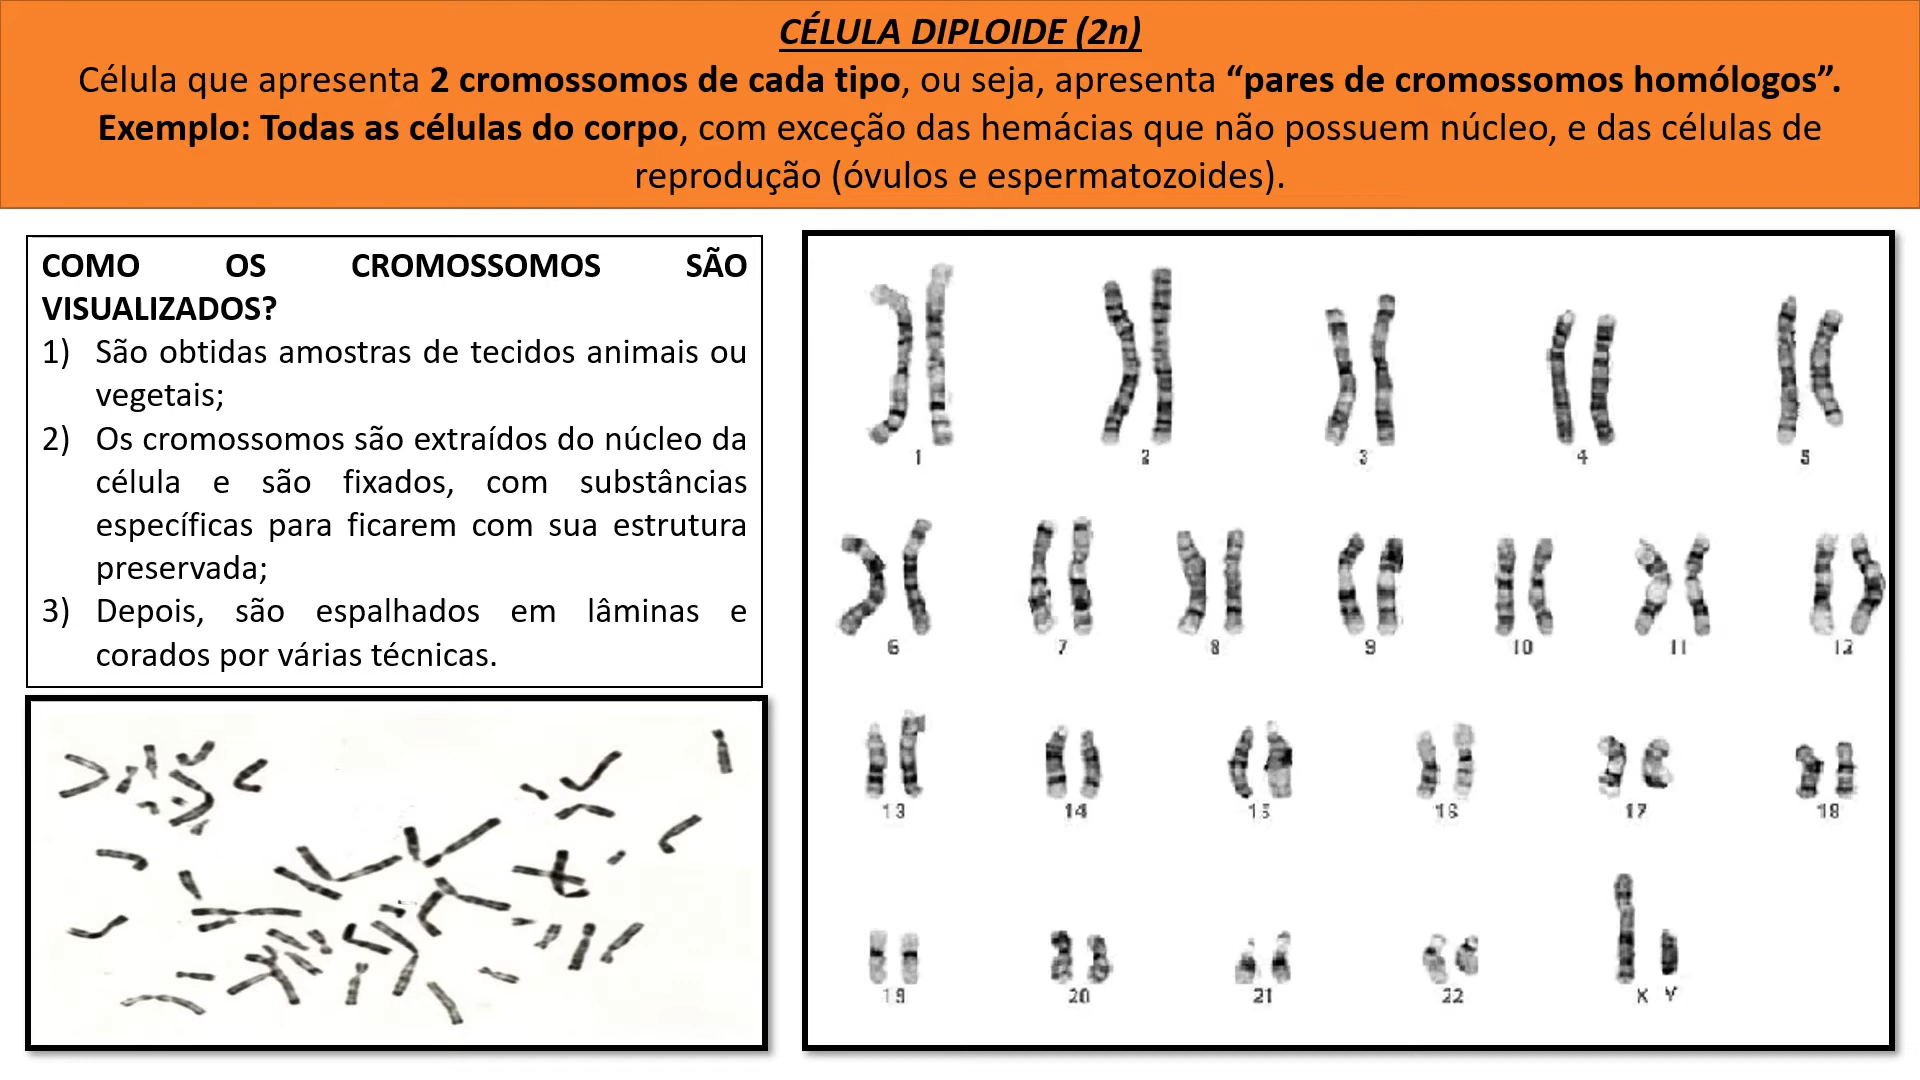 CÉLULA DIPLOIDE (2n)
Célula que apresenta 2 cromossomos de cada tipo, ou seja, apresenta “pares de cromossomos homólogos”.
Exemplo: Todas as células do corpo, com exceção das hemácias que não possuem núcleo, e das células de
reprodução (óvulos e espermatozoides).
COMO OS CROMOSSOMOS SÃO
VISUALIZADOS?
1) São obtidas amostras de tecidos animais ou
vegetais;
2) Os cromossomos são extraídos do núcleo da
célula e são fixados, com substâncias
específicas para ficarem com sua estrutura
preservada;
3) Depois, são espalhados em lâminas e
corados por várias técnicas.
1 2 3 4 5
6 7 8 9 10 11 12
13 14 15 16 17 18
19 20 21 22 X Y